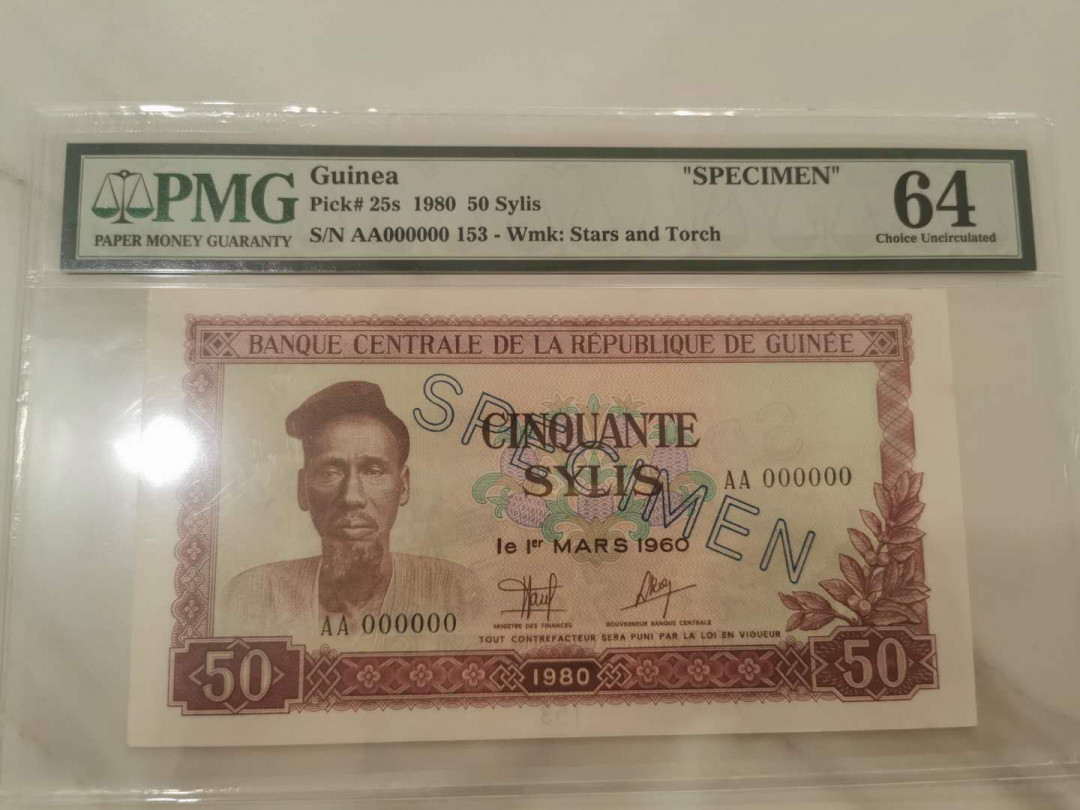 Guinea "SPECIMEN"
PMG Pick# 25s 1980 50 Sylis 64
PAPER MONEY GUARANTY S/N AA000000 153 - Wmk: Stars and Torch Choice Uncirculated
BANQUE CENTRALE DE LA RÉPUBLIQUE DE GUINÉE
SPECIMEN
CINQUANTE
SYLIS
AA 000000
le 1er MARS 1960
MINISTRE DES FINANCES GOUVERNEUR BANQUE CENTRALE
AA 000000
TOUT CONTREFACTEUR SERA PUNI PAR LA LOI EN VIGUEUR
50 1980 50